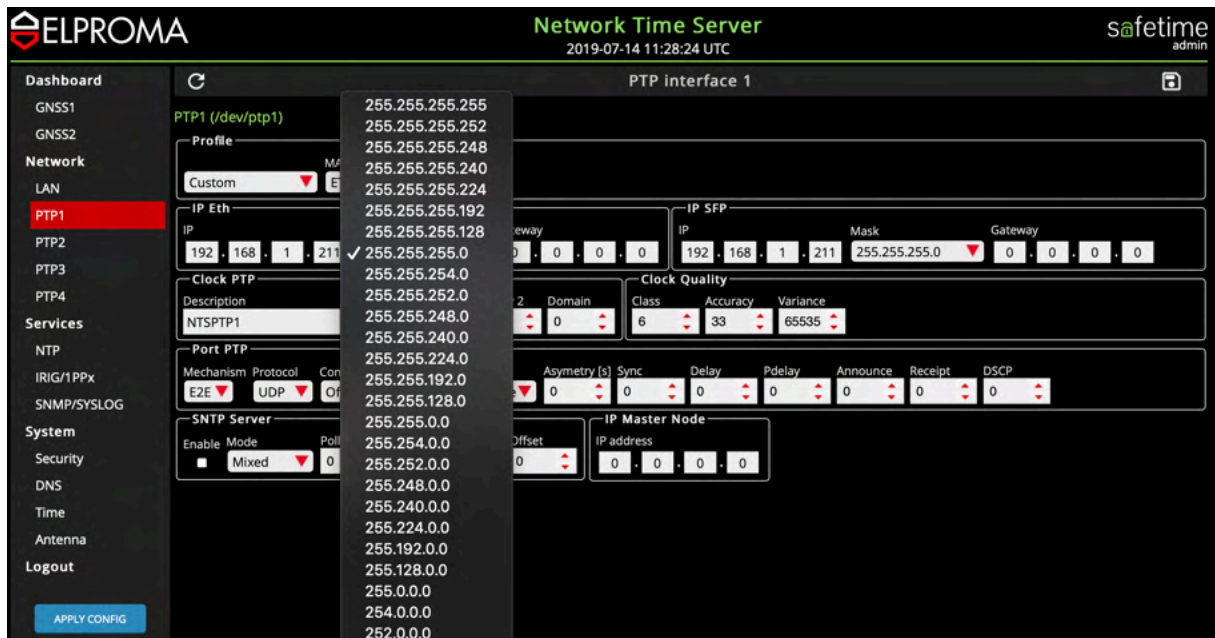 ELPROMA
Network Time Server
2019-07-14 11:28:24 UTC
safetime
admin
Dashboard
GNSS1
GNSS2
Network
LAN
PTP1
PTP2
PTP3
PTP4
Services
NTP
IRIG/1PPx
SNMP/SYSLOG
System
Security
DNS
Time
Antenna
Logout
APPLY CONFIG
PTP interface 1
PTP1 (/dev/ptp1)
Profile
Custom
IP Eth
IP
192 . 168 . 1 . 211
. 0 . 0 . 0
IP SFP
IP Mask Gateway
192 . 168 . 1 . 211 255.255.255.0 0 . 0 . 0 . 0
Clock PTP
Description 2 Domain
NTSPTP1 0
Clock Quality
Class Accuracy Variance
6 33 65535
Port PTP
Mechanism Protocol Asymetry [s] Sync Delay Pdelay Announce Receipt DSCP
E2E UDP 0 0 0 0 0 0 0
SNTP Server
Enable Mode Offset
Mixed 0 0
IP Master Node
IP address
0 . 0 . 0 . 0
255.255.255.255
255.255.255.252
255.255.255.248
255.255.255.240
255.255.255.224
255.255.255.192
255.255.255.128
✓ 255.255.255.0
255.255.254.0
255.255.252.0
255.255.248.0
255.255.240.0
255.255.224.0
255.255.192.0
255.255.128.0
255.255.0.0
255.254.0.0
255.252.0.0
255.248.0.0
255.240.0.0
255.224.0.0
255.192.0.0
255.128.0.0
255.0.0.0
254.0.0.0
252.0.0.0